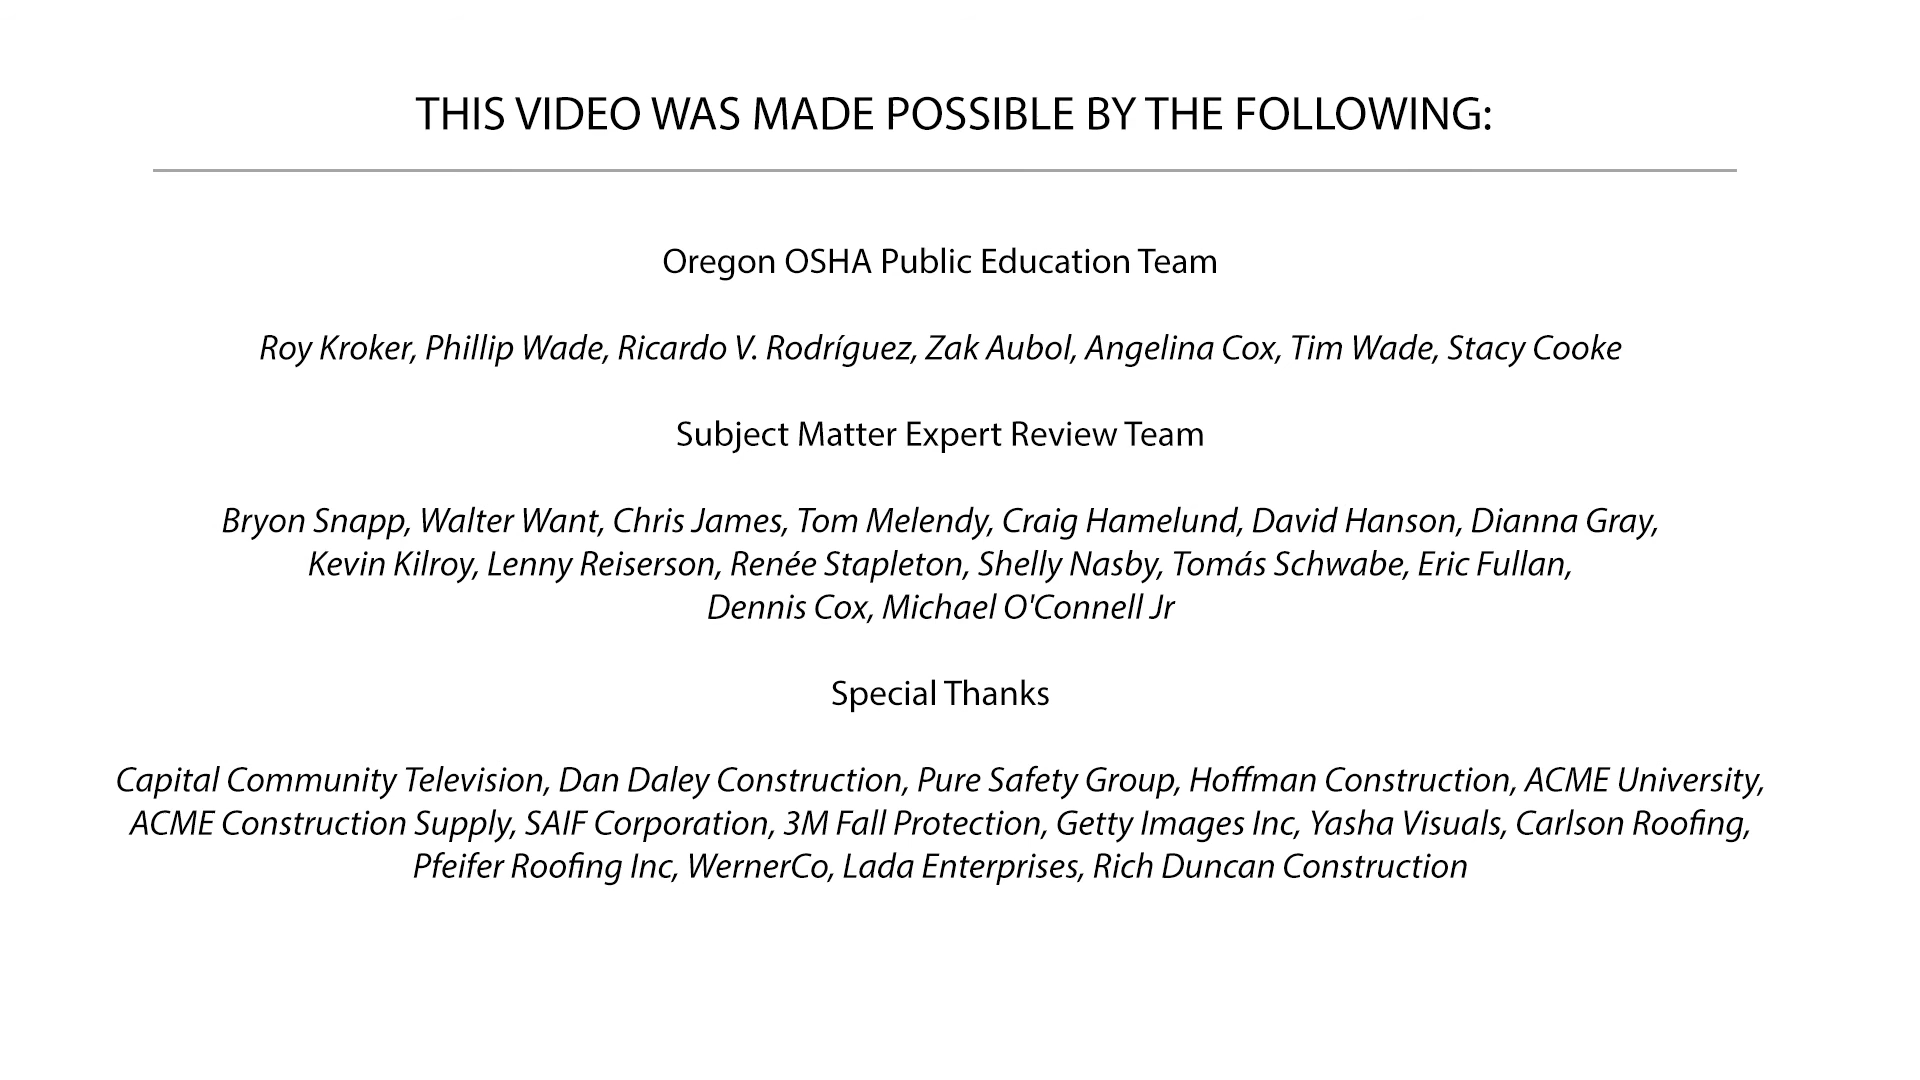 THIS VIDEO WAS MADE POSSIBLE BY THE FOLLOWING:
Oregon OSHA Public Education Team
Roy Kroker, Phillip Wade, Ricardo V. Rodríguez, Zak Aubol, Angelina Cox, Tim Wade, Stacy Cooke
Subject Matter Expert Review Team
Bryon Snapp, Walter Want, Chris James, Tom Melendy, Craig Hamelund, David Hanson, Dianna Gray,
Kevin Kilroy, Lenny Reiserson, Renée Stapleton, Shelly Nasby, Tomás Schwabe, Eric Fullan,
Dennis Cox, Michael O'Connell Jr
Special Thanks
Capital Community Television, Dan Daley Construction, Pure Safety Group, Hoffman Construction, ACME University,
ACME Construction Supply, SAIF Corporation, 3M Fall Protection, Getty Images Inc, Yasha Visuals, Carlson Roofing,
Pfeifer Roofing Inc, WernerCo, Lada Enterprises, Rich Duncan Construction